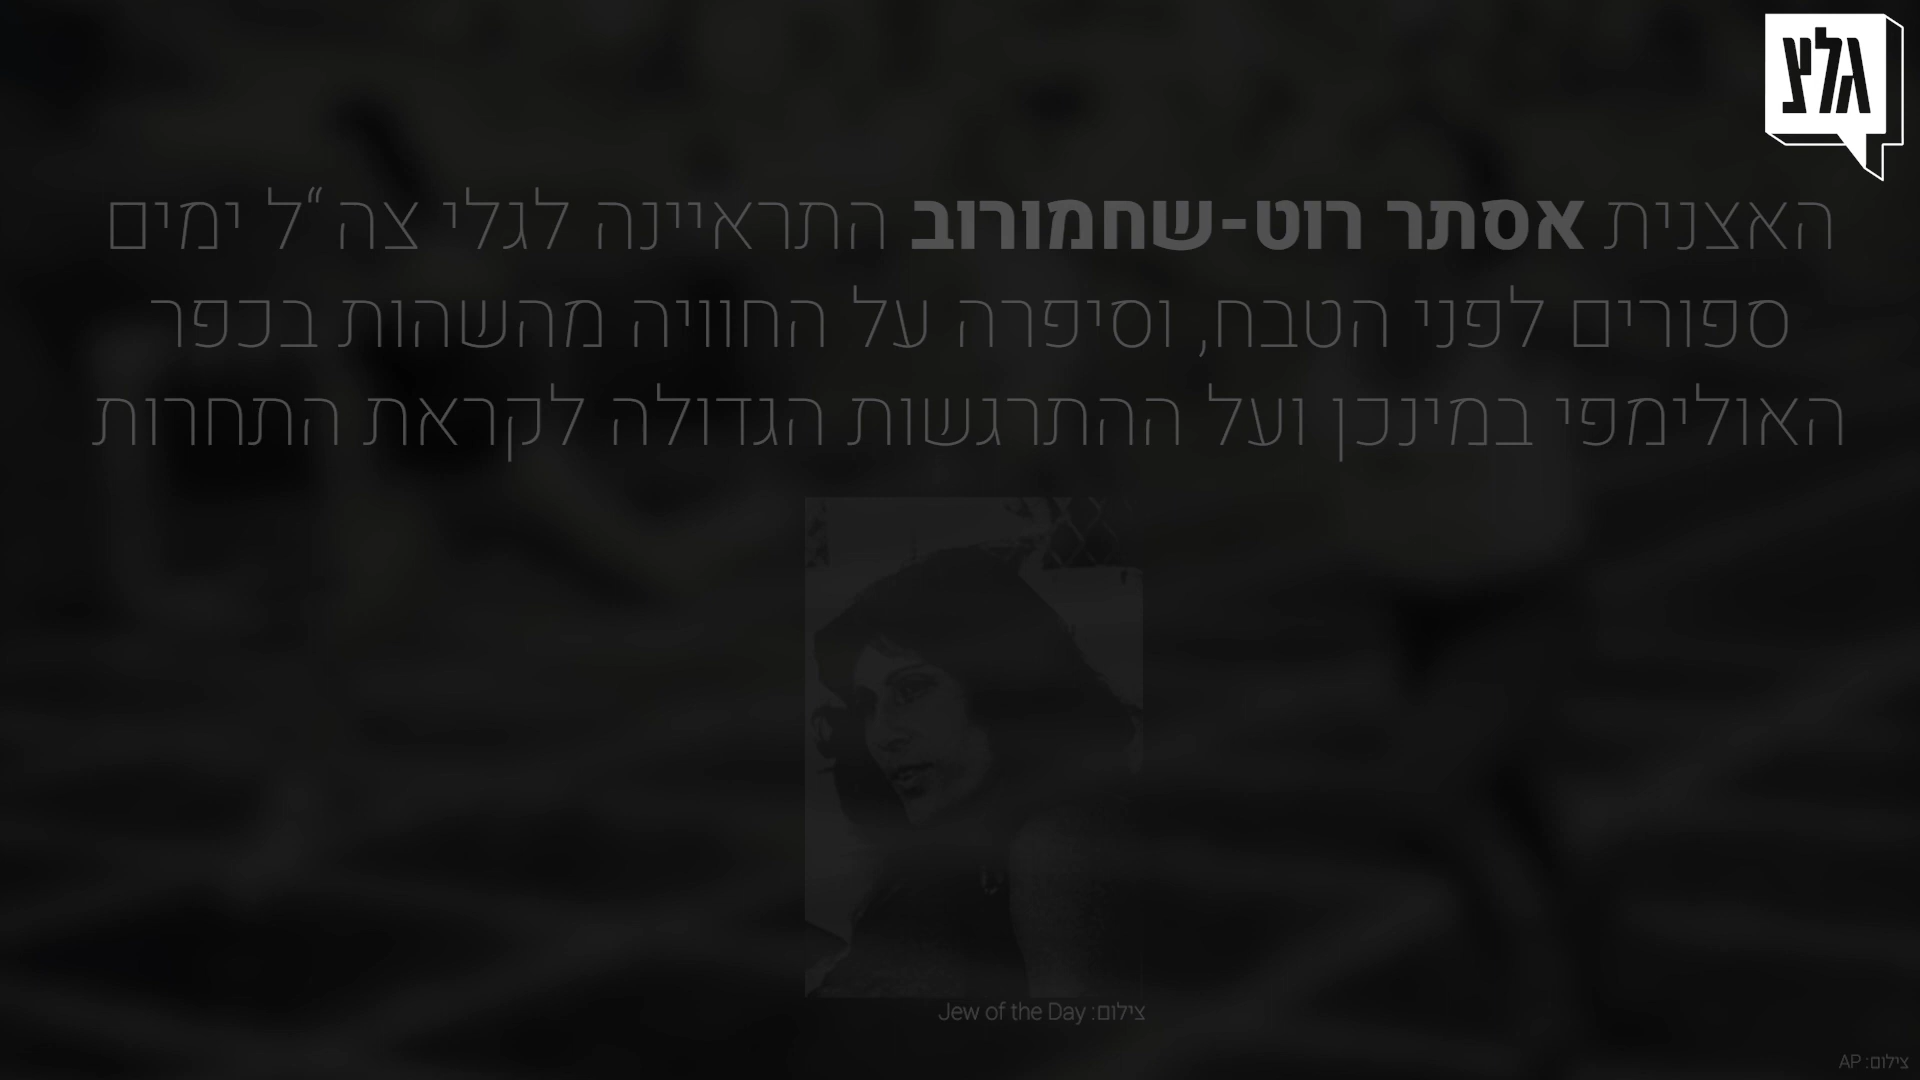 גלצ
האצנית אסתר רוט-שחמורוב התראיינה לגלי צה“ל ימים
ספורים לפני הטבח, וסיפרה על החוויה מהשהות בכפר
האולימפי במינכן ועל ההתרגשות הגדולה לקראת התחרות
צילום: Jew of the Day
צילום: AP